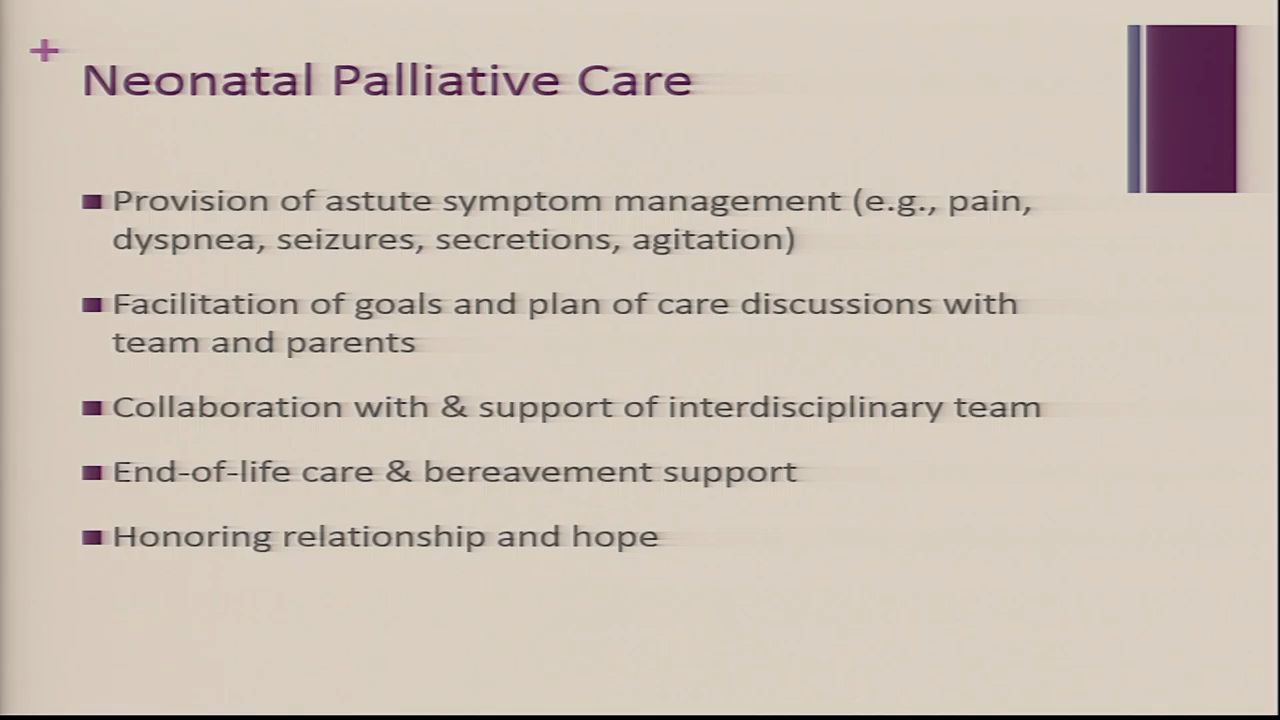 +
Neonatal Palliative Care
Provision of astute symptom management (e.g., pain,
dyspnea, seizures, secretions, agitation)
Facilitation of goals and plan of care discussions with
team and parents
Collaboration with & support of interdisciplinary team
End-of-life care & bereavement support
Honoring relationship and hope